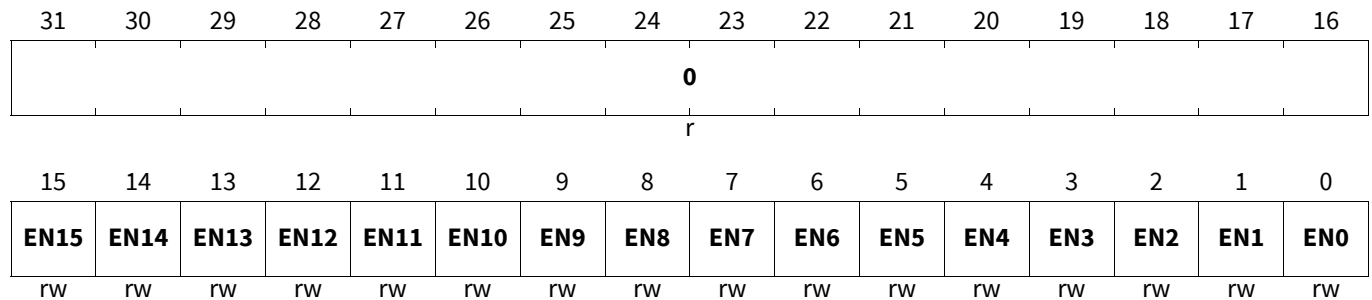 31 30 29 28 27 26 25 24 23 22 21 20 19 18 17 16
0
r
15 14 13 12 11 10 9 8 7 6 5 4 3 2 1 0
EN15 EN14 EN13 EN12 EN11 EN10 EN9 EN8 EN7 EN6 EN5 EN4 EN3 EN2 EN1 EN0
rw rw rw rw rw rw rw rw rw rw rw rw rw rw rw rw